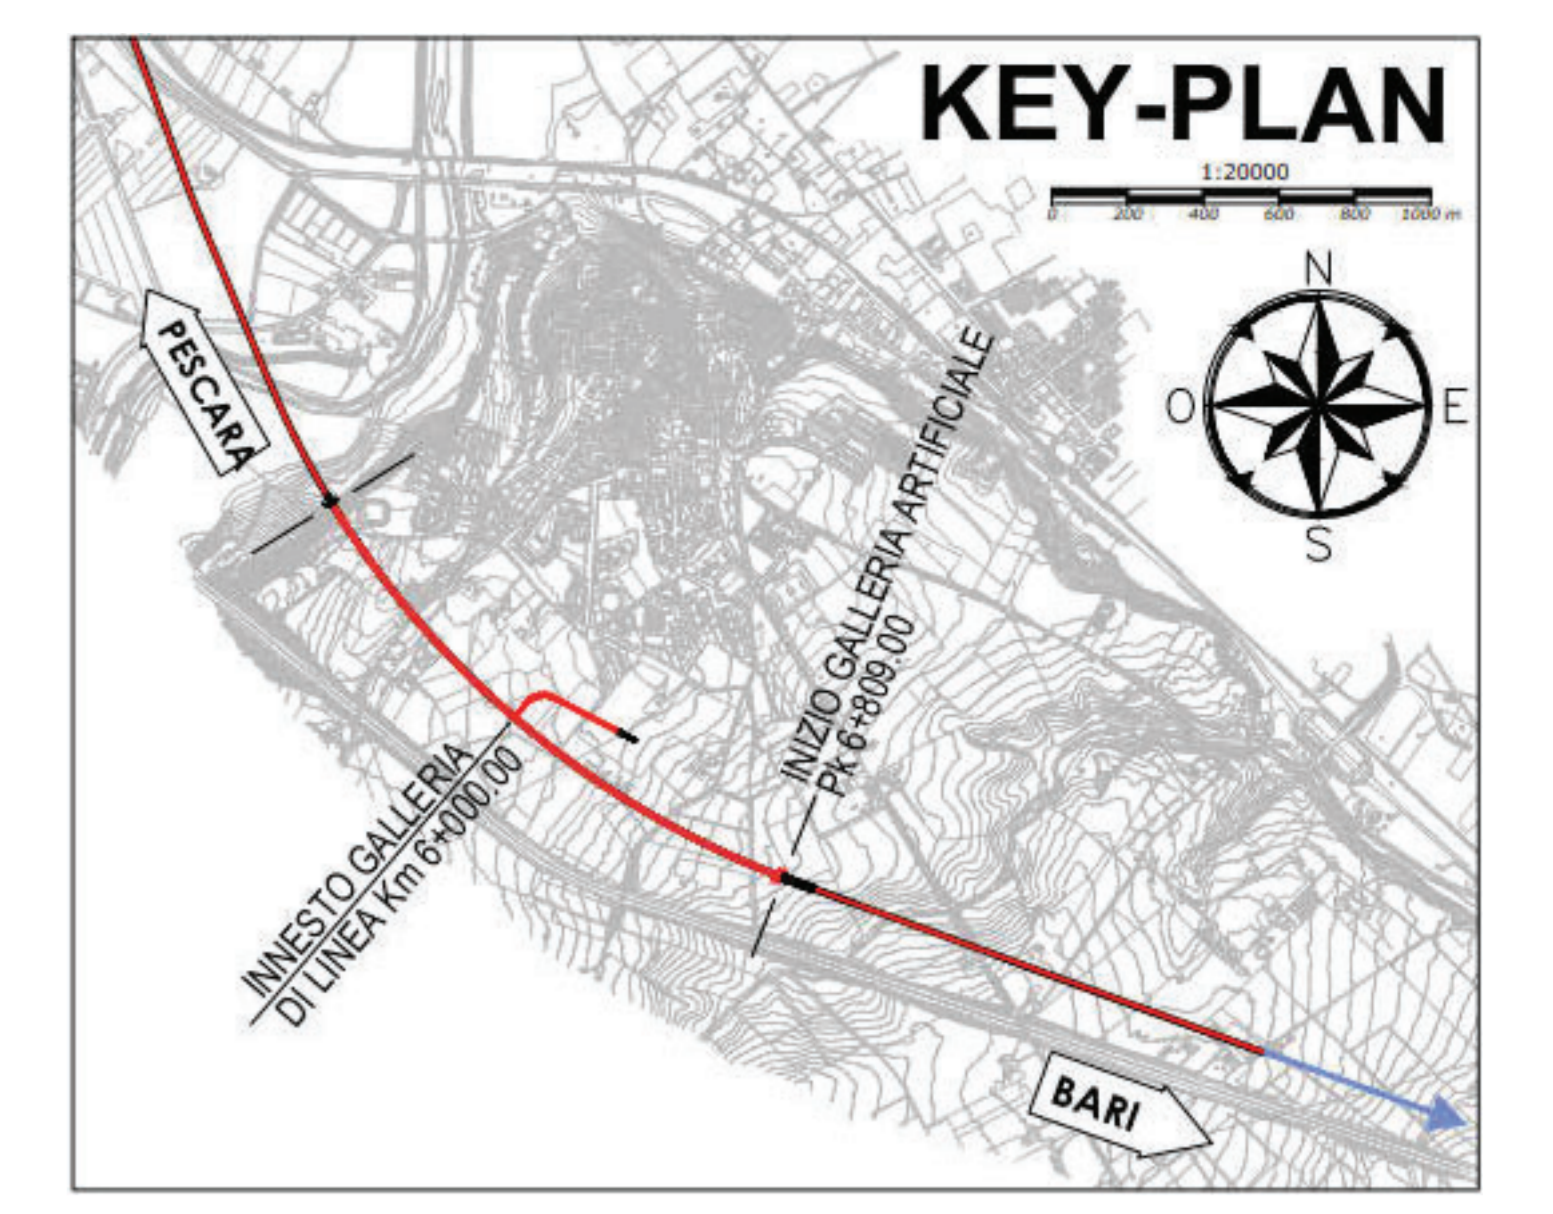 KEY-PLAN
1:20000
0 200 400 600 800 1000 m
N
O
E
S
PESCARA
INIZIO GALLERIA ARTIFICIALE
Pk 6+809.00
INNESTO GALLERIA
DI LINEA Km 6+000.00
BARI